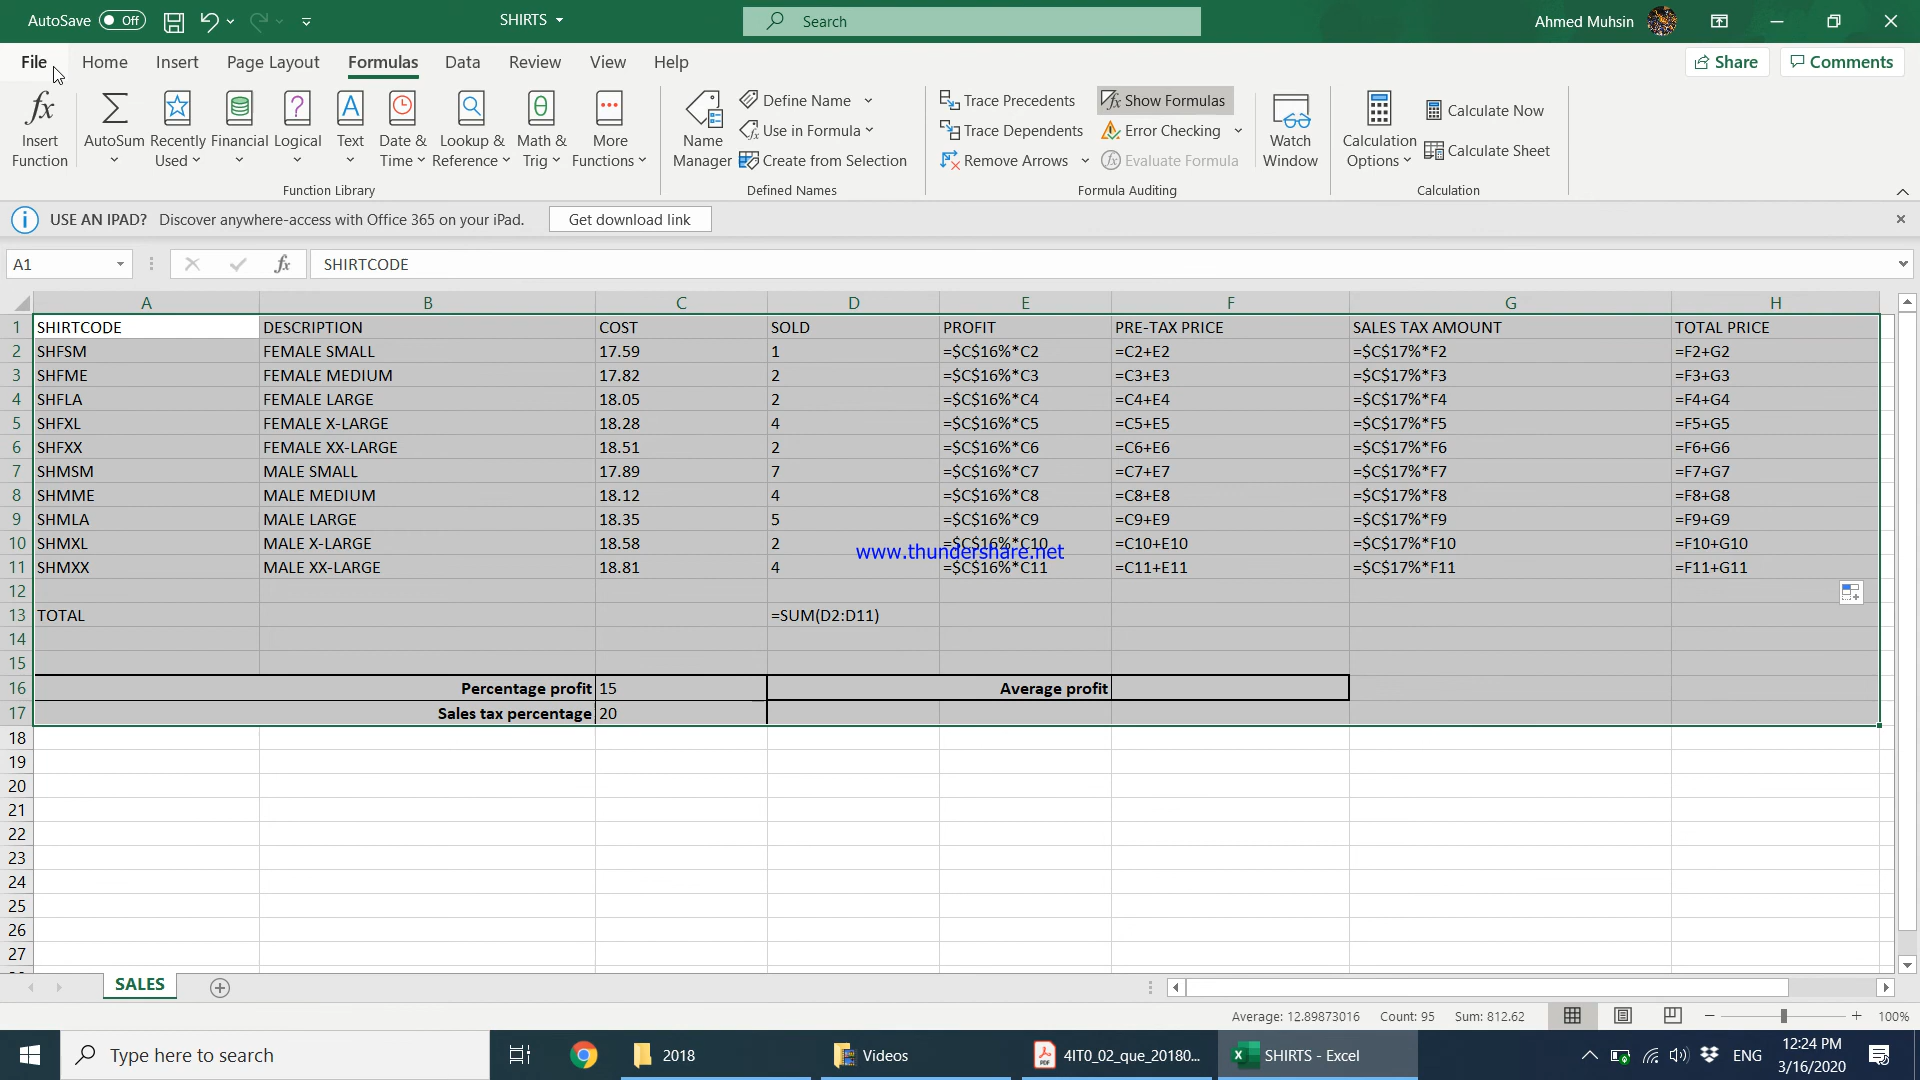 AutoSave Off SHIRTS Search Ahmed Muhsin
File Home Insert Page Layout Formulas Data Review View Help Share Comments
fx Σ ? A θ Define Name Trace Precedents Show Formulas Calculate Now
Insert AutoSum Recently Financial Logical Text Date & Lookup & Math & More Name Use in Formula Trace Dependents Error Checking Watch Calculation Calculate Sheet
Function Used Time Reference Trig Functions Manager Create from Selection Remove Arrows Evaluate Formula Window Options
Function Library Defined Names Formula Auditing Calculation
USE AN IPAD? Discover anywhere-access with Office 365 on your iPad. Get download link
A1 fx SHIRTCODE
A B C D E F G H
1 SHIRTCODE DESCRIPTION COST SOLD PROFIT PRE-TAX PRICE SALES TAX AMOUNT TOTAL PRICE
2 SHFSM FEMALE SMALL 17.59 1 =$C$16%*C2 =C2+E2 =$C$17%*F2 =F2+G2
3 SHFME FEMALE MEDIUM 17.82 2 =$C$16%*C3 =C3+E3 =$C$17%*F3 =F3+G3
4 SHFLA FEMALE LARGE 18.05 2 =$C$16%*C4 =C4+E4 =$C$17%*F4 =F4+G4
5 SHFXL FEMALE X-LARGE 18.28 4 =$C$16%*C5 =C5+E5 =$C$17%*F5 =F5+G5
6 SHFXX FEMALE XX-LARGE 18.51 2 =$C$16%*C6 =C6+E6 =$C$17%*F6 =F6+G6
7 SHMSM MALE SMALL 17.89 7 =$C$16%*C7 =C7+E7 =$C$17%*F7 =F7+G7
8 SHMME MALE MEDIUM 18.12 4 =$C$16%*C8 =C8+E8 =$C$17%*F8 =F8+G8
9 SHMLA MALE LARGE 18.35 5 =$C$16%*C9 =C9+E9 =$C$17%*F9 =F9+G9
10 SHMXL MALE X-LARGE 18.58 2 =$C$16%*C10 =C10+E10 =$C$17%*F10 =F10+G10
www.thundershare.net
11 SHMXX MALE XX-LARGE 18.81 4 =$C$16%*C11 =C11+E11 =$C$17%*F11 =F11+G11
12
13 TOTAL =SUM(D2:D11)
14
15
16 Percentage profit 15 Average profit
17 Sales tax percentage 20
18
19
20
21
22
23
24
25
26
27
SALES
Average: 12.89873016 Count: 95 Sum: 812.62 100%
Type here to search 2018 Videos 4IT0_02_que_20180... SHIRTS - Excel ENG 12:24 PM
3/16/2020